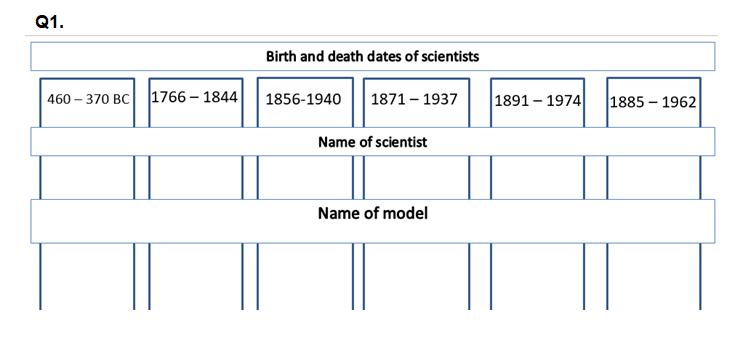 Q1.
Birth and death dates of scientists
460 – 370 BC 1766 – 1844 1856-1940 1871 – 1937 1891 – 1974 1885 – 1962
Name of scientist
Name of model